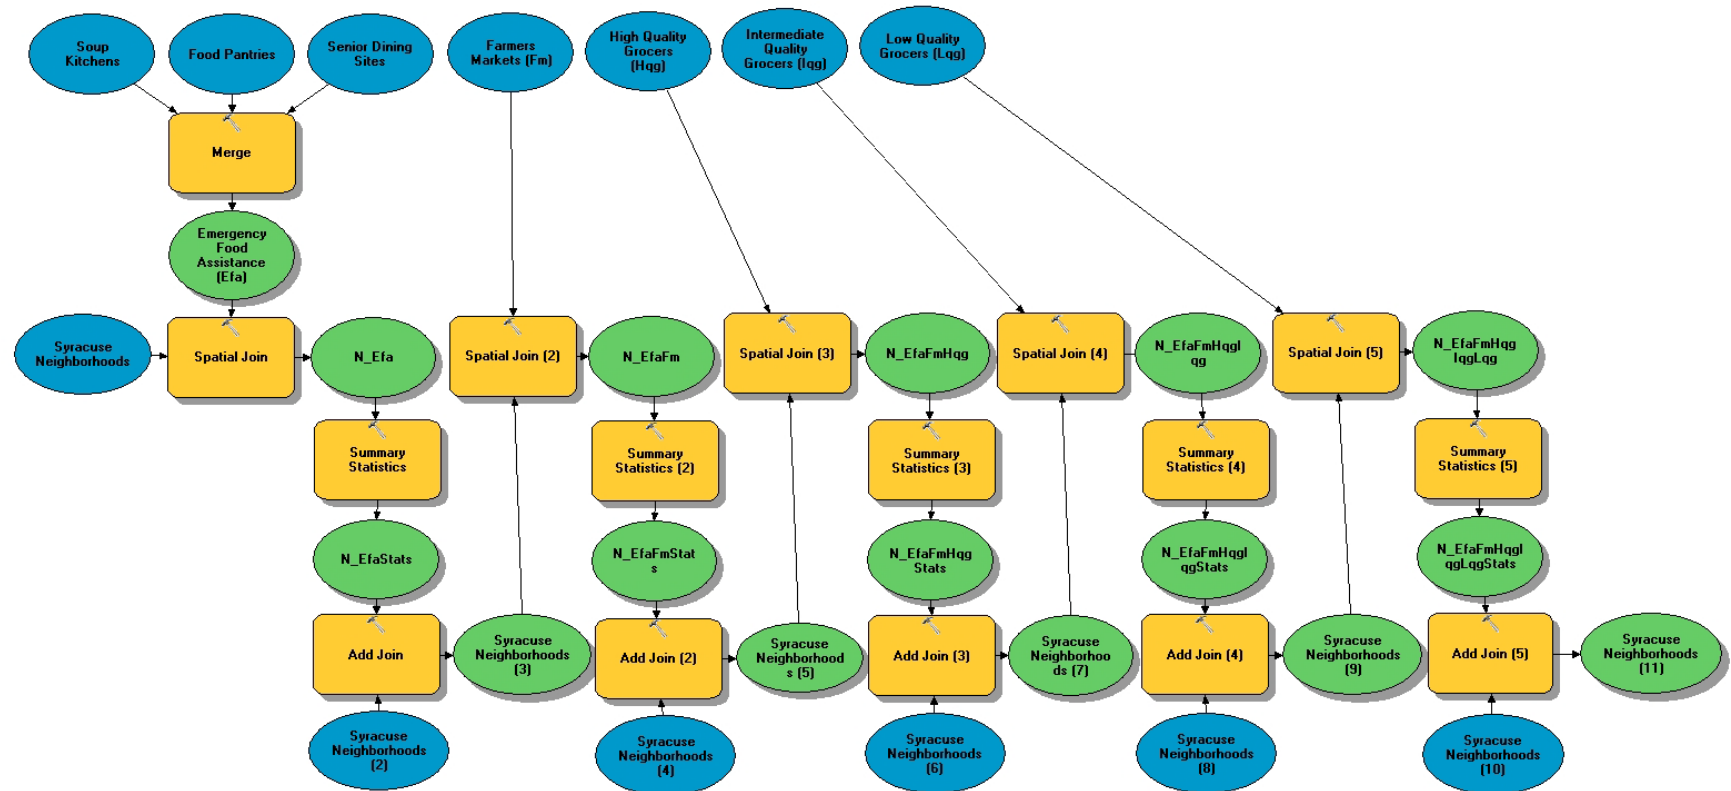 Soup
Kitchens
Food Pantries
Senior Dining
Sites
Farmers
Markets (Fm)
High Quality
Grocers
(Hqg)
Intermediate
Quality
Grocers (Iqg)
Low Quality
Grocers (Lqg)
Merge
Emergency
Food
Assistance
(Efa)
Syracuse
Neighborhoods
Spatial Join
N_Efa
Spatial Join (2)
N_EfaFm
Spatial Join (3)
N_EfaFmHqg
Spatial Join (4)
N_EfaFmHqgI
qg
Spatial Join (5)
N_EfaFmHqg
IqgLqg
Summary
Statistics
Summary
Statistics (2)
Summary
Statistics (3)
Summary
Statistics (4)
Summary
Statistics (5)
N_EfaStats
N_EfaFmStat
s
N_EfaFmHqg
Stats
N_EfaFmHqgI
qgStats
N_EfaFmHqgI
qgLqgStats
Add Join
Syracuse
Neighborhoods
(3)
Add Join (2)
Syracuse
Neighborhood
s (5)
Add Join (3)
Syracuse
Neighborhoo
ds (7)
Add Join (4)
Syracuse
Neighborhoods
(9)
Add Join (5)
Syracuse
Neighborhoods
(11)
Syracuse
Neighborhoods
(2)
Syracuse
Neighborhoods
(4)
Syracuse
Neighborhoods
(6)
Syracuse
Neighborhoods
(8)
Syracuse
Neighborhoods
(10)